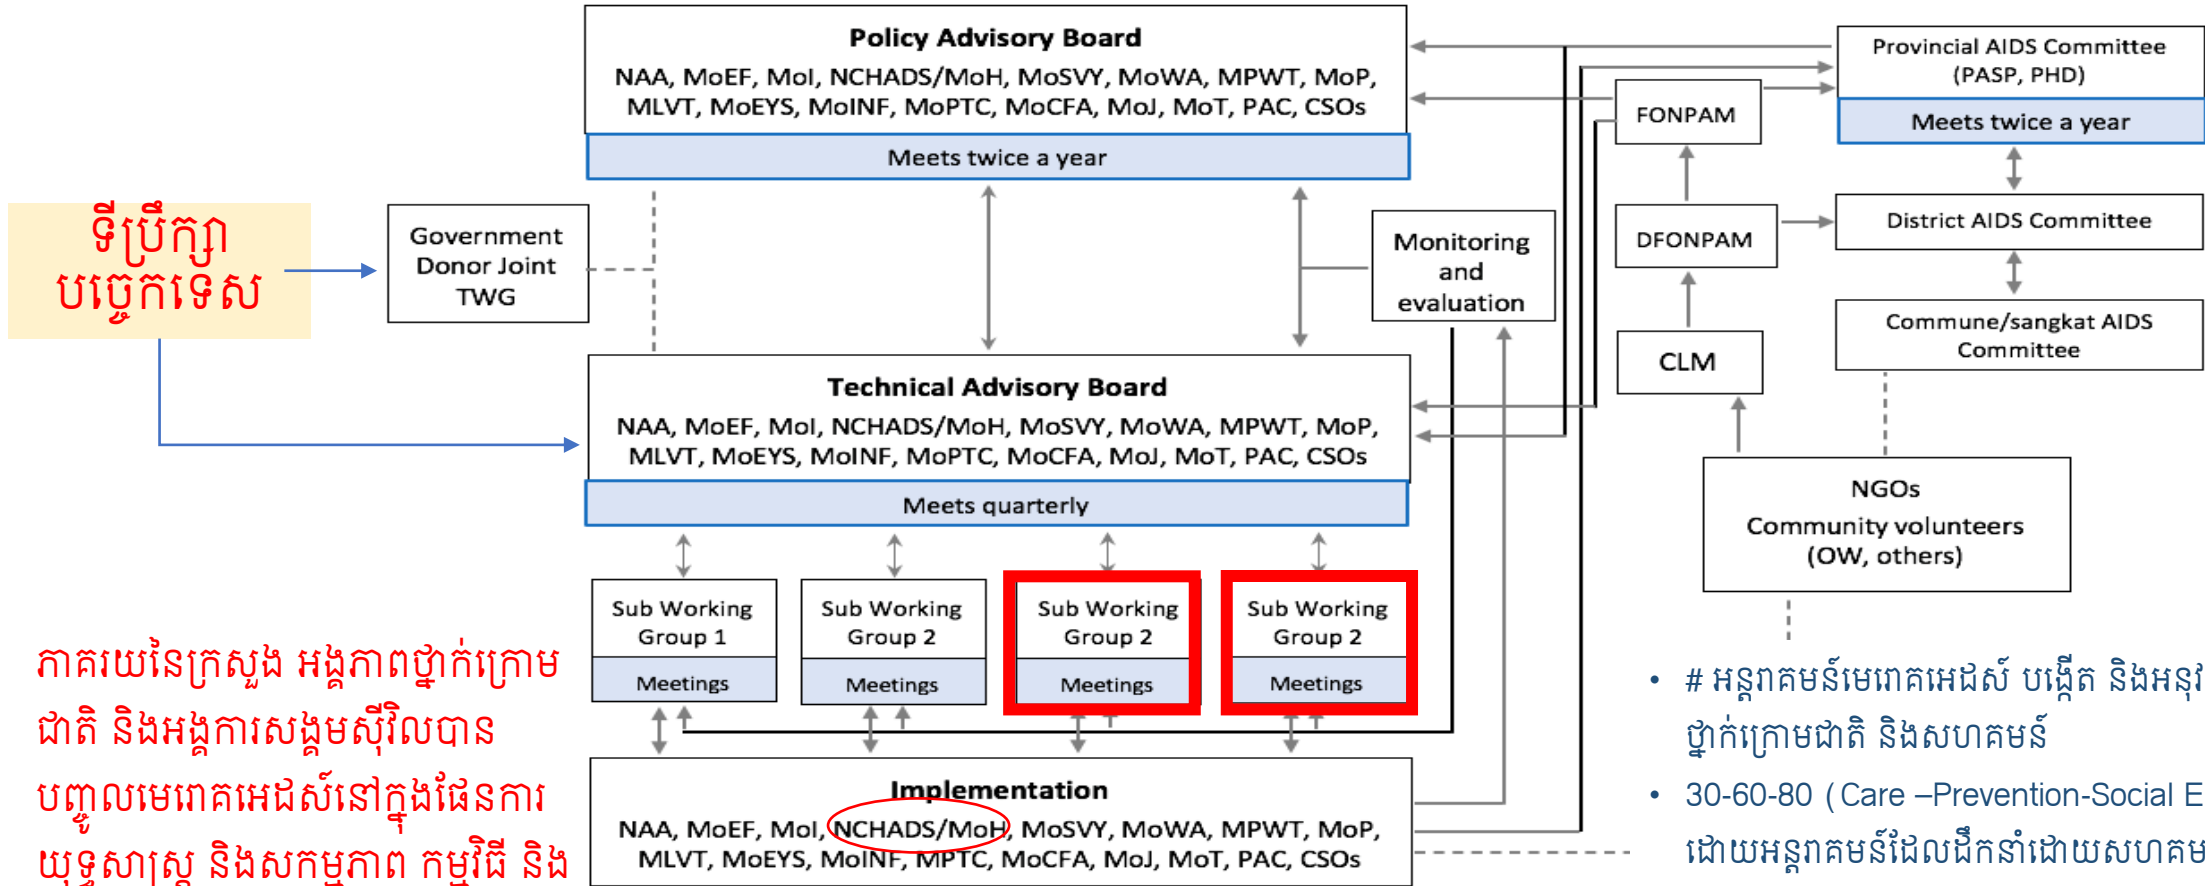 Policy Advisory Board
NAA, MoEF, MoI, NCHADS/MoH, MoSVY, MoWA, MPWT, MoP,
MLVT, MoEYS, MoINF, MoPTC, MoCFA, MoJ, MoT, PAC, CSOs
Meets twice a year
Provincial AIDS Committee
(PASP, PHD)
Meets twice a year
FONPAM
ទីប្រឹក្សា
បច្ចេកទេស
Government
Donor Joint
TWG
Monitoring
and
evaluation
DFONPAM
District AIDS Committee
CLM
Commune/sangkat AIDS
Committee
Technical Advisory Board
NAA, MoEF, MoI, NCHADS/MoH, MoSVY, MoWA, MPWT, MoP,
MLVT, MoEYS, MoINF, MoPTC, MoCFA, MoJ, MoT, PAC, CSOs
Meets quarterly
NGOs
Community volunteers
(OW, others)
Sub Working
Group 1
Meetings
Sub Working
Group 2
Meetings
Sub Working
Group 2
Meetings
Sub Working
Group 2
Meetings
ភាគរយនៃក្រសួង អង្គភាពថ្នាក់ក្រោម
ជាតិ និងអង្គការសង្គមស៊ីវិលបាន
បញ្ចូលមេរោគអេដស៍នៅក្នុងផែនការ
យុទ្ធសាស្ត្រ និងសកម្មភាព កម្មវិធី និង
Implementation
NAA, MoEF, MoI, NCHADS/MoH, MoSVY, MoWA, MPWT, MoP,
MLVT, MoEYS, MoINF, MPTC, MoCFA, MoJ, MoT, PAC, CSOs
• # អន្តរាគមន៍មេរោគអេដស៍ បង្កើត និងអនុវ
ថ្នាក់ក្រោមជាតិ និងសហគមន៍
• 30-60-80 (Care –Prevention-Social E
ដោយអន្តរាគមន៍ដែលដឹកនាំដោយសហគម